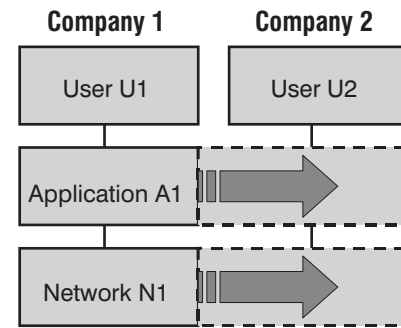 Company 1 Company 2
User U1 User U2
Application A1
Network N1